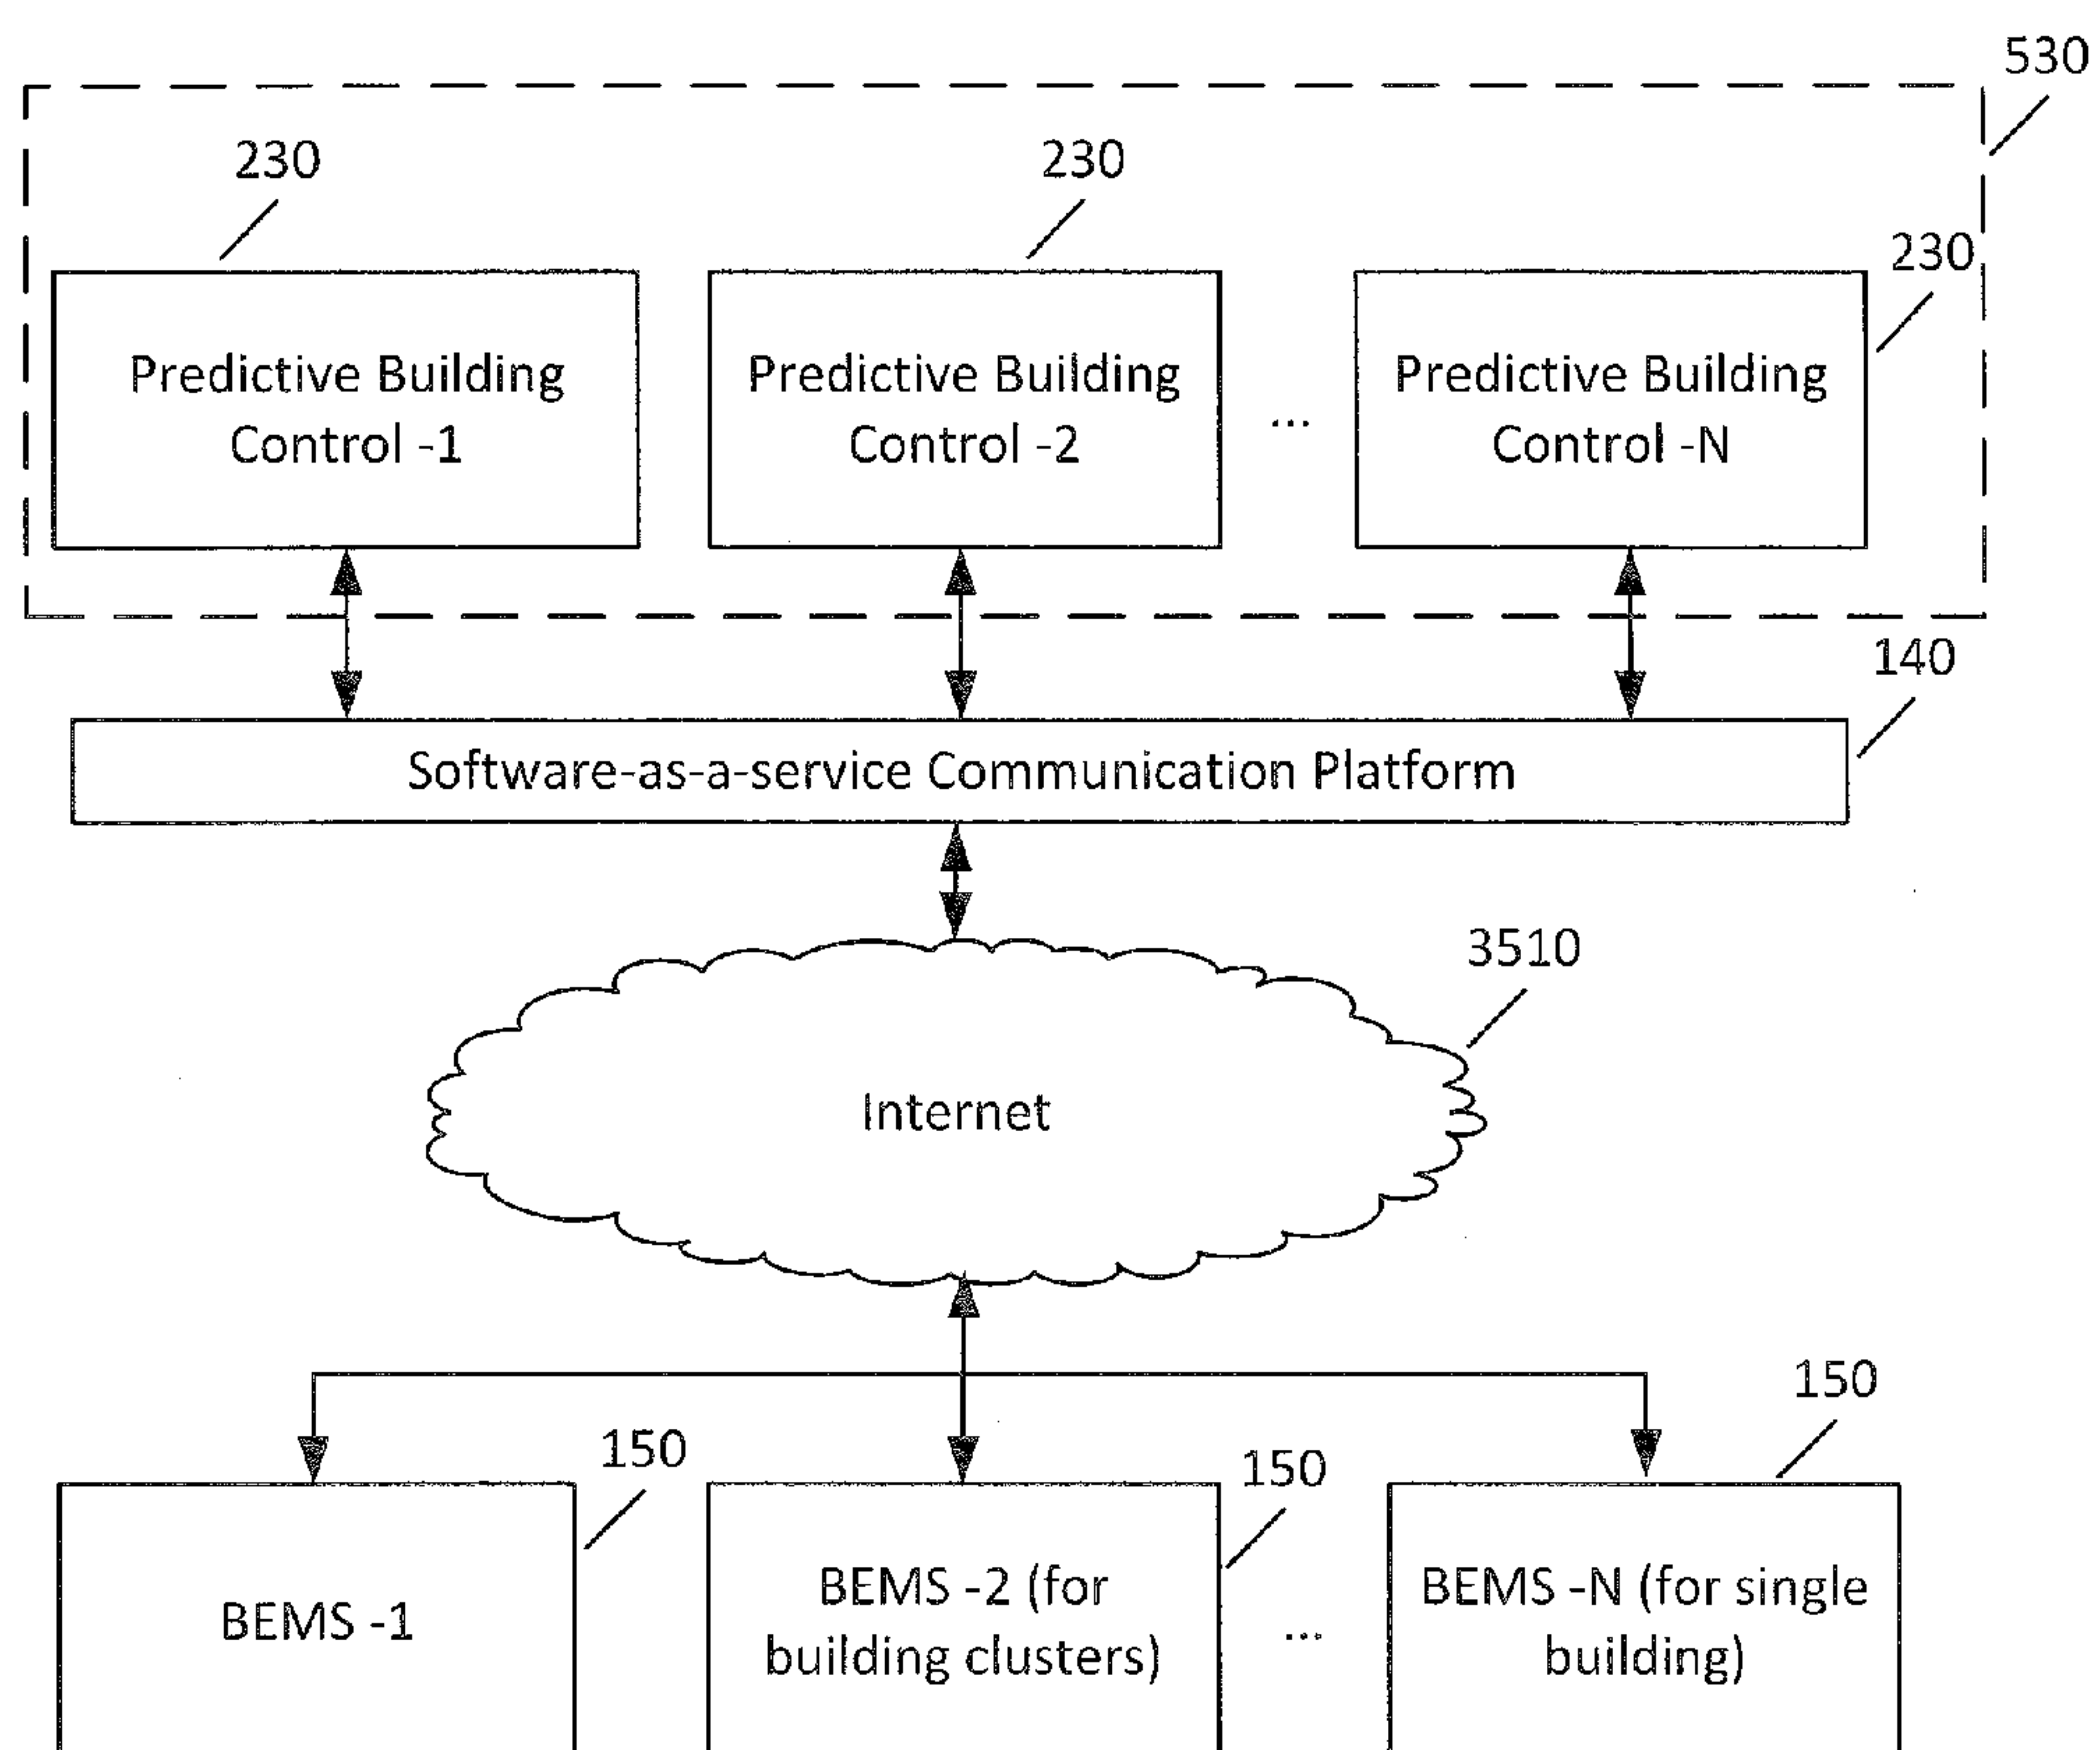 530
230
230
230
Predictive Building
Control -1
Predictive Building
Control -2
...
Predictive Building
Control -N
140
Software-as-a-service Communication Platform
3510
Internet
150
150
150
BEMS -1
BEMS -2 (for
building clusters)
...
BEMS -N (for single
building)